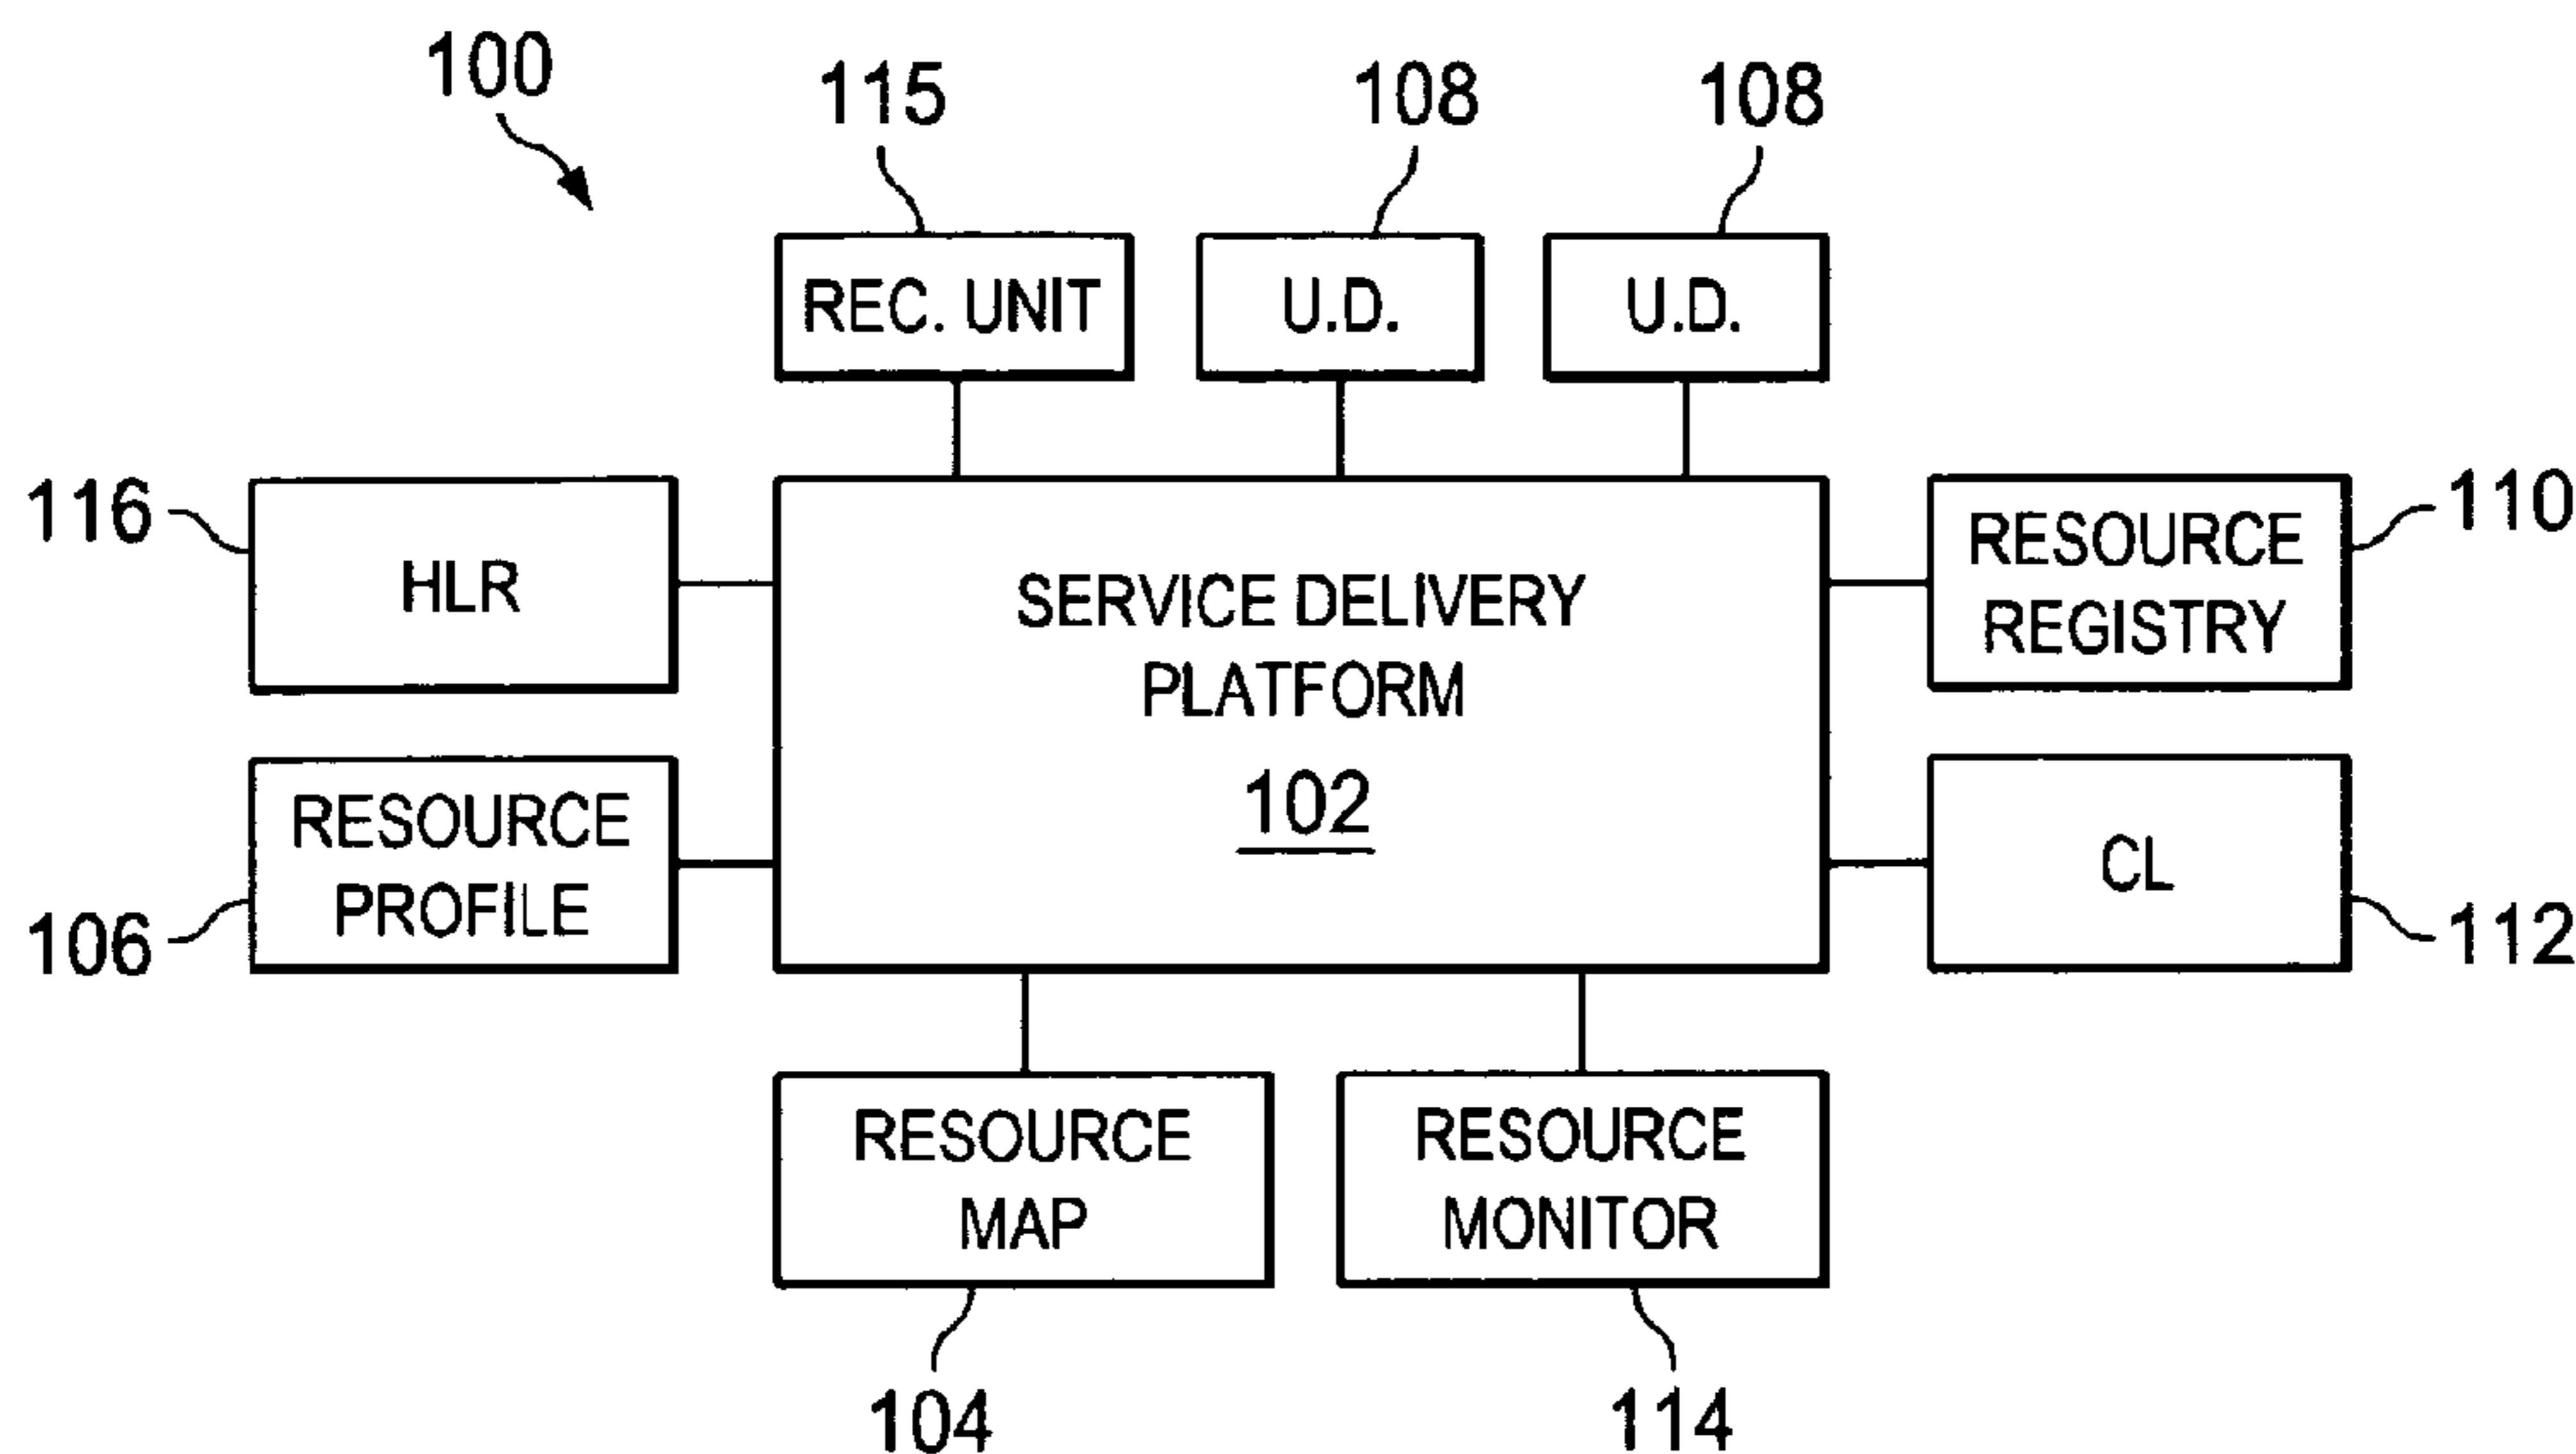 100
115
108
108
REC. UNIT
U.D.
U.D.
116
HLR
SERVICE DELIVERY
PLATFORM
102
RESOURCE
REGISTRY
110
RESOURCE
PROFILE
106
CL
112
RESOURCE
MAP
RESOURCE
MONITOR
104
114